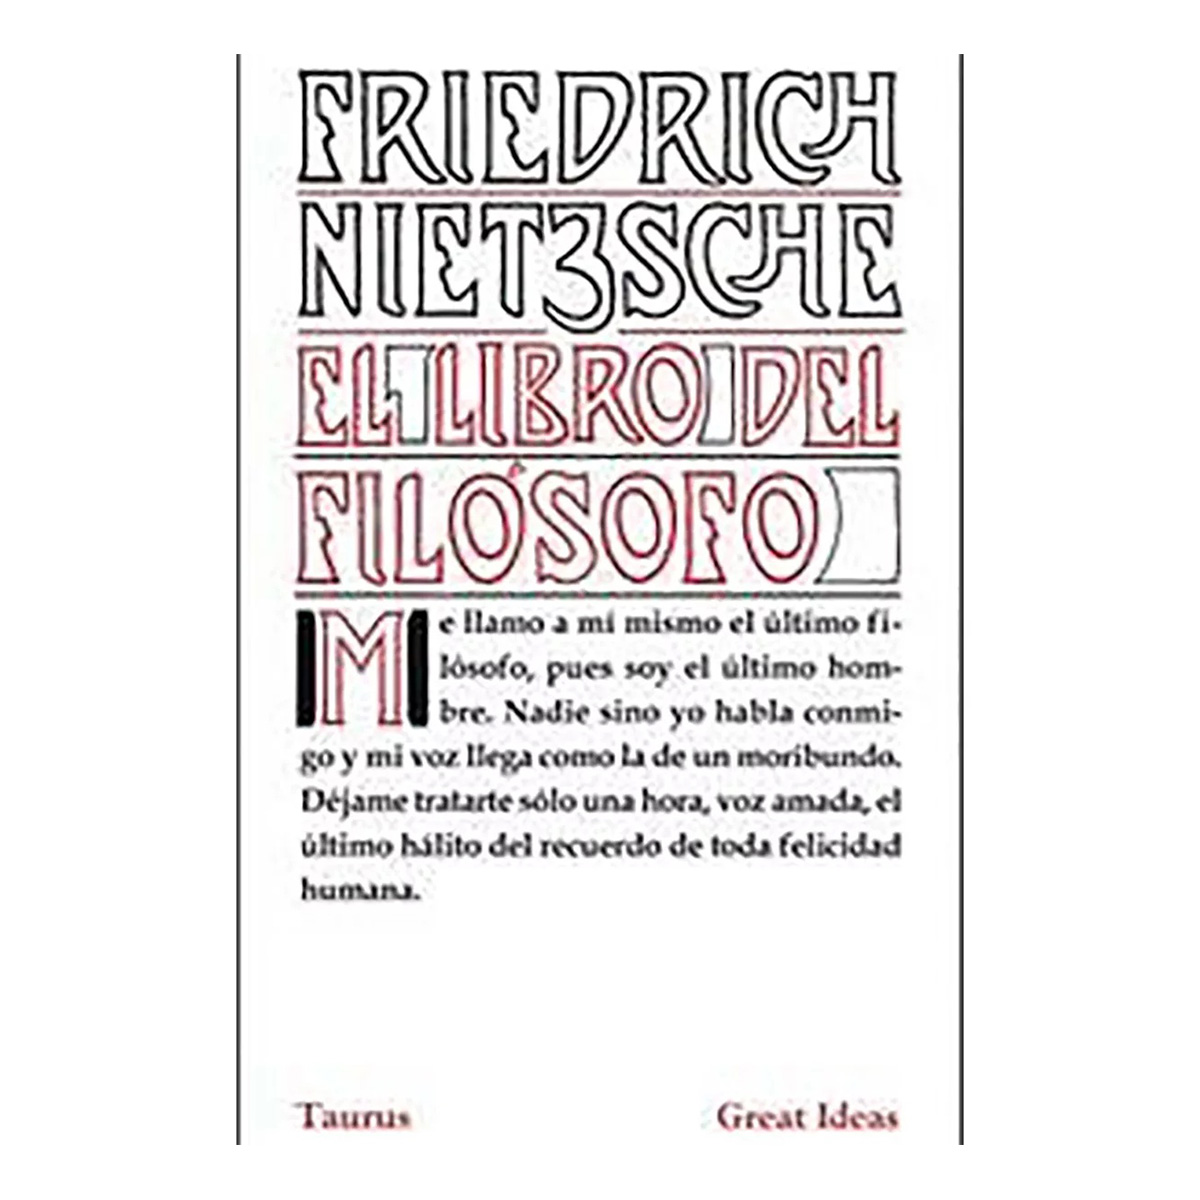 FRIEDRICH
NIETZSCHE
EL LIBRO DEL
FILÓSOFO
Me llamo a mí mismo el último fi-
lósofo, pues soy el último hom-
bre. Nadie sino yo habla conmi-
go y mi voz llega como la de un moribundo.
Déjame tratarte sólo una hora, voz amada, el
último hálito del recuerdo de toda felicidad
humana.
Taurus Great Ideas